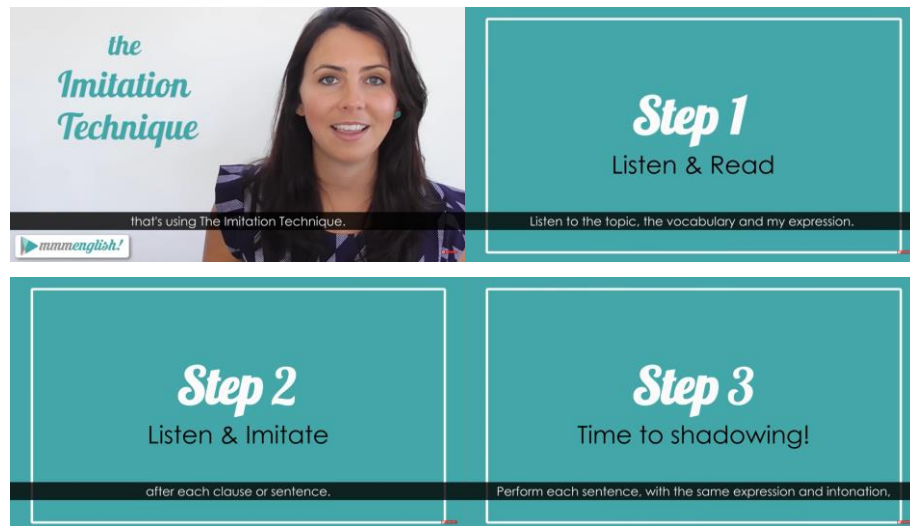 the
Imitation
Technique
that's using The Imitation Technique.
mmmenglish!
Step 1
Listen & Read
Listen to the topic, the vocabulary and my expression.
Step 2
Listen & Imitate
after each clause or sentence.
Step 3
Time to shadowing!
Perform each sentence, with the same expression and intonation,